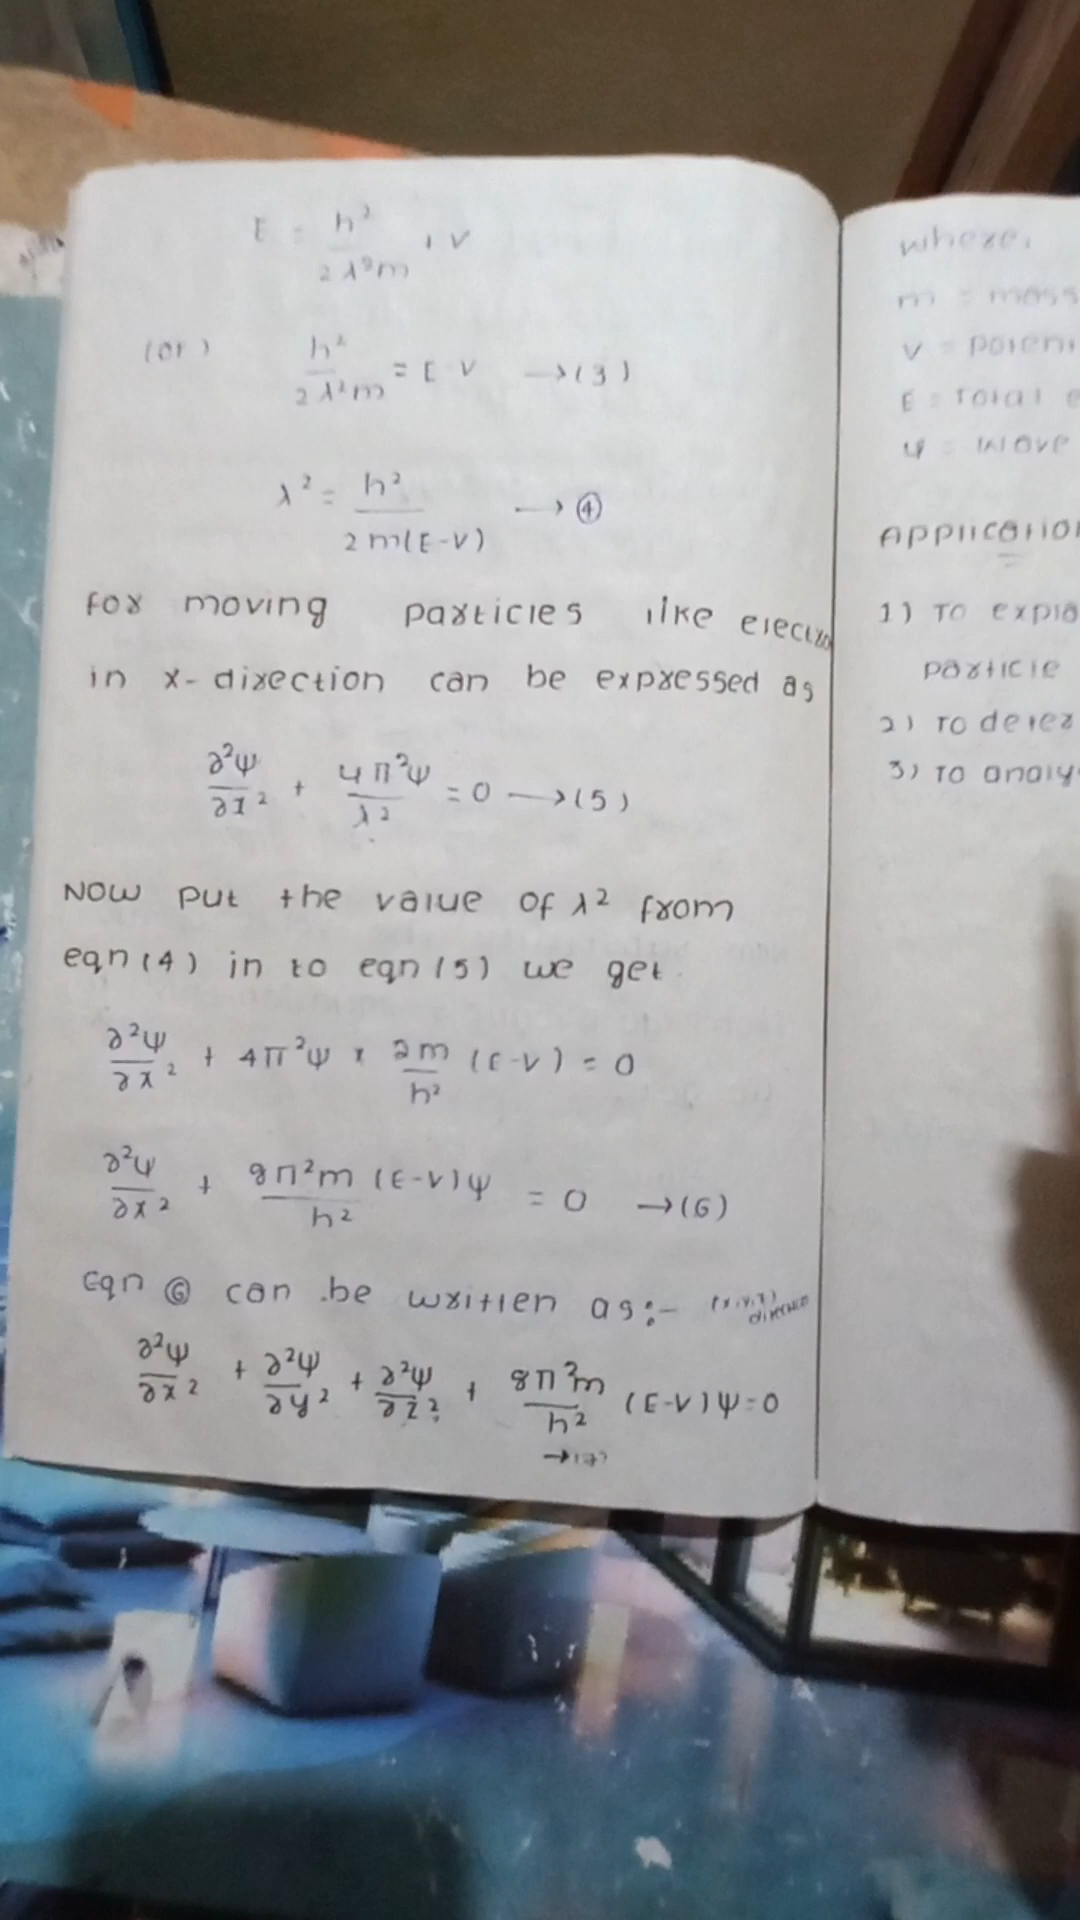 E = h²/2λ²m + V
(or) h²/2λ²m = E-V →(3)
λ² = h²/2m(E-V) → ④
for moving particles like electro
in x-direction can be expressed as
∂²ψ/∂x² + 4π²ψ/λ² = 0 →(5)
Now put the value of λ² from
eqn(4) in to eqn(5) we get.
∂²ψ/∂x² + 4π²ψ x 2m/h² (E-V) = 0
∂²ψ/∂x² + 8π²m/h² (E-V)ψ = 0 →(6)
Eqn ⑥ can be written as:- (x,y,z)
direction
∂²ψ/∂x² + ∂²ψ/∂y² + ∂²ψ/∂z² + 8π²m/h² (E-V)ψ=0
→(7)
where,
m = mass
V = poten
E = Total e
ψ = Wave
Application
1) To expla
particle
2) To deter
3) To analy